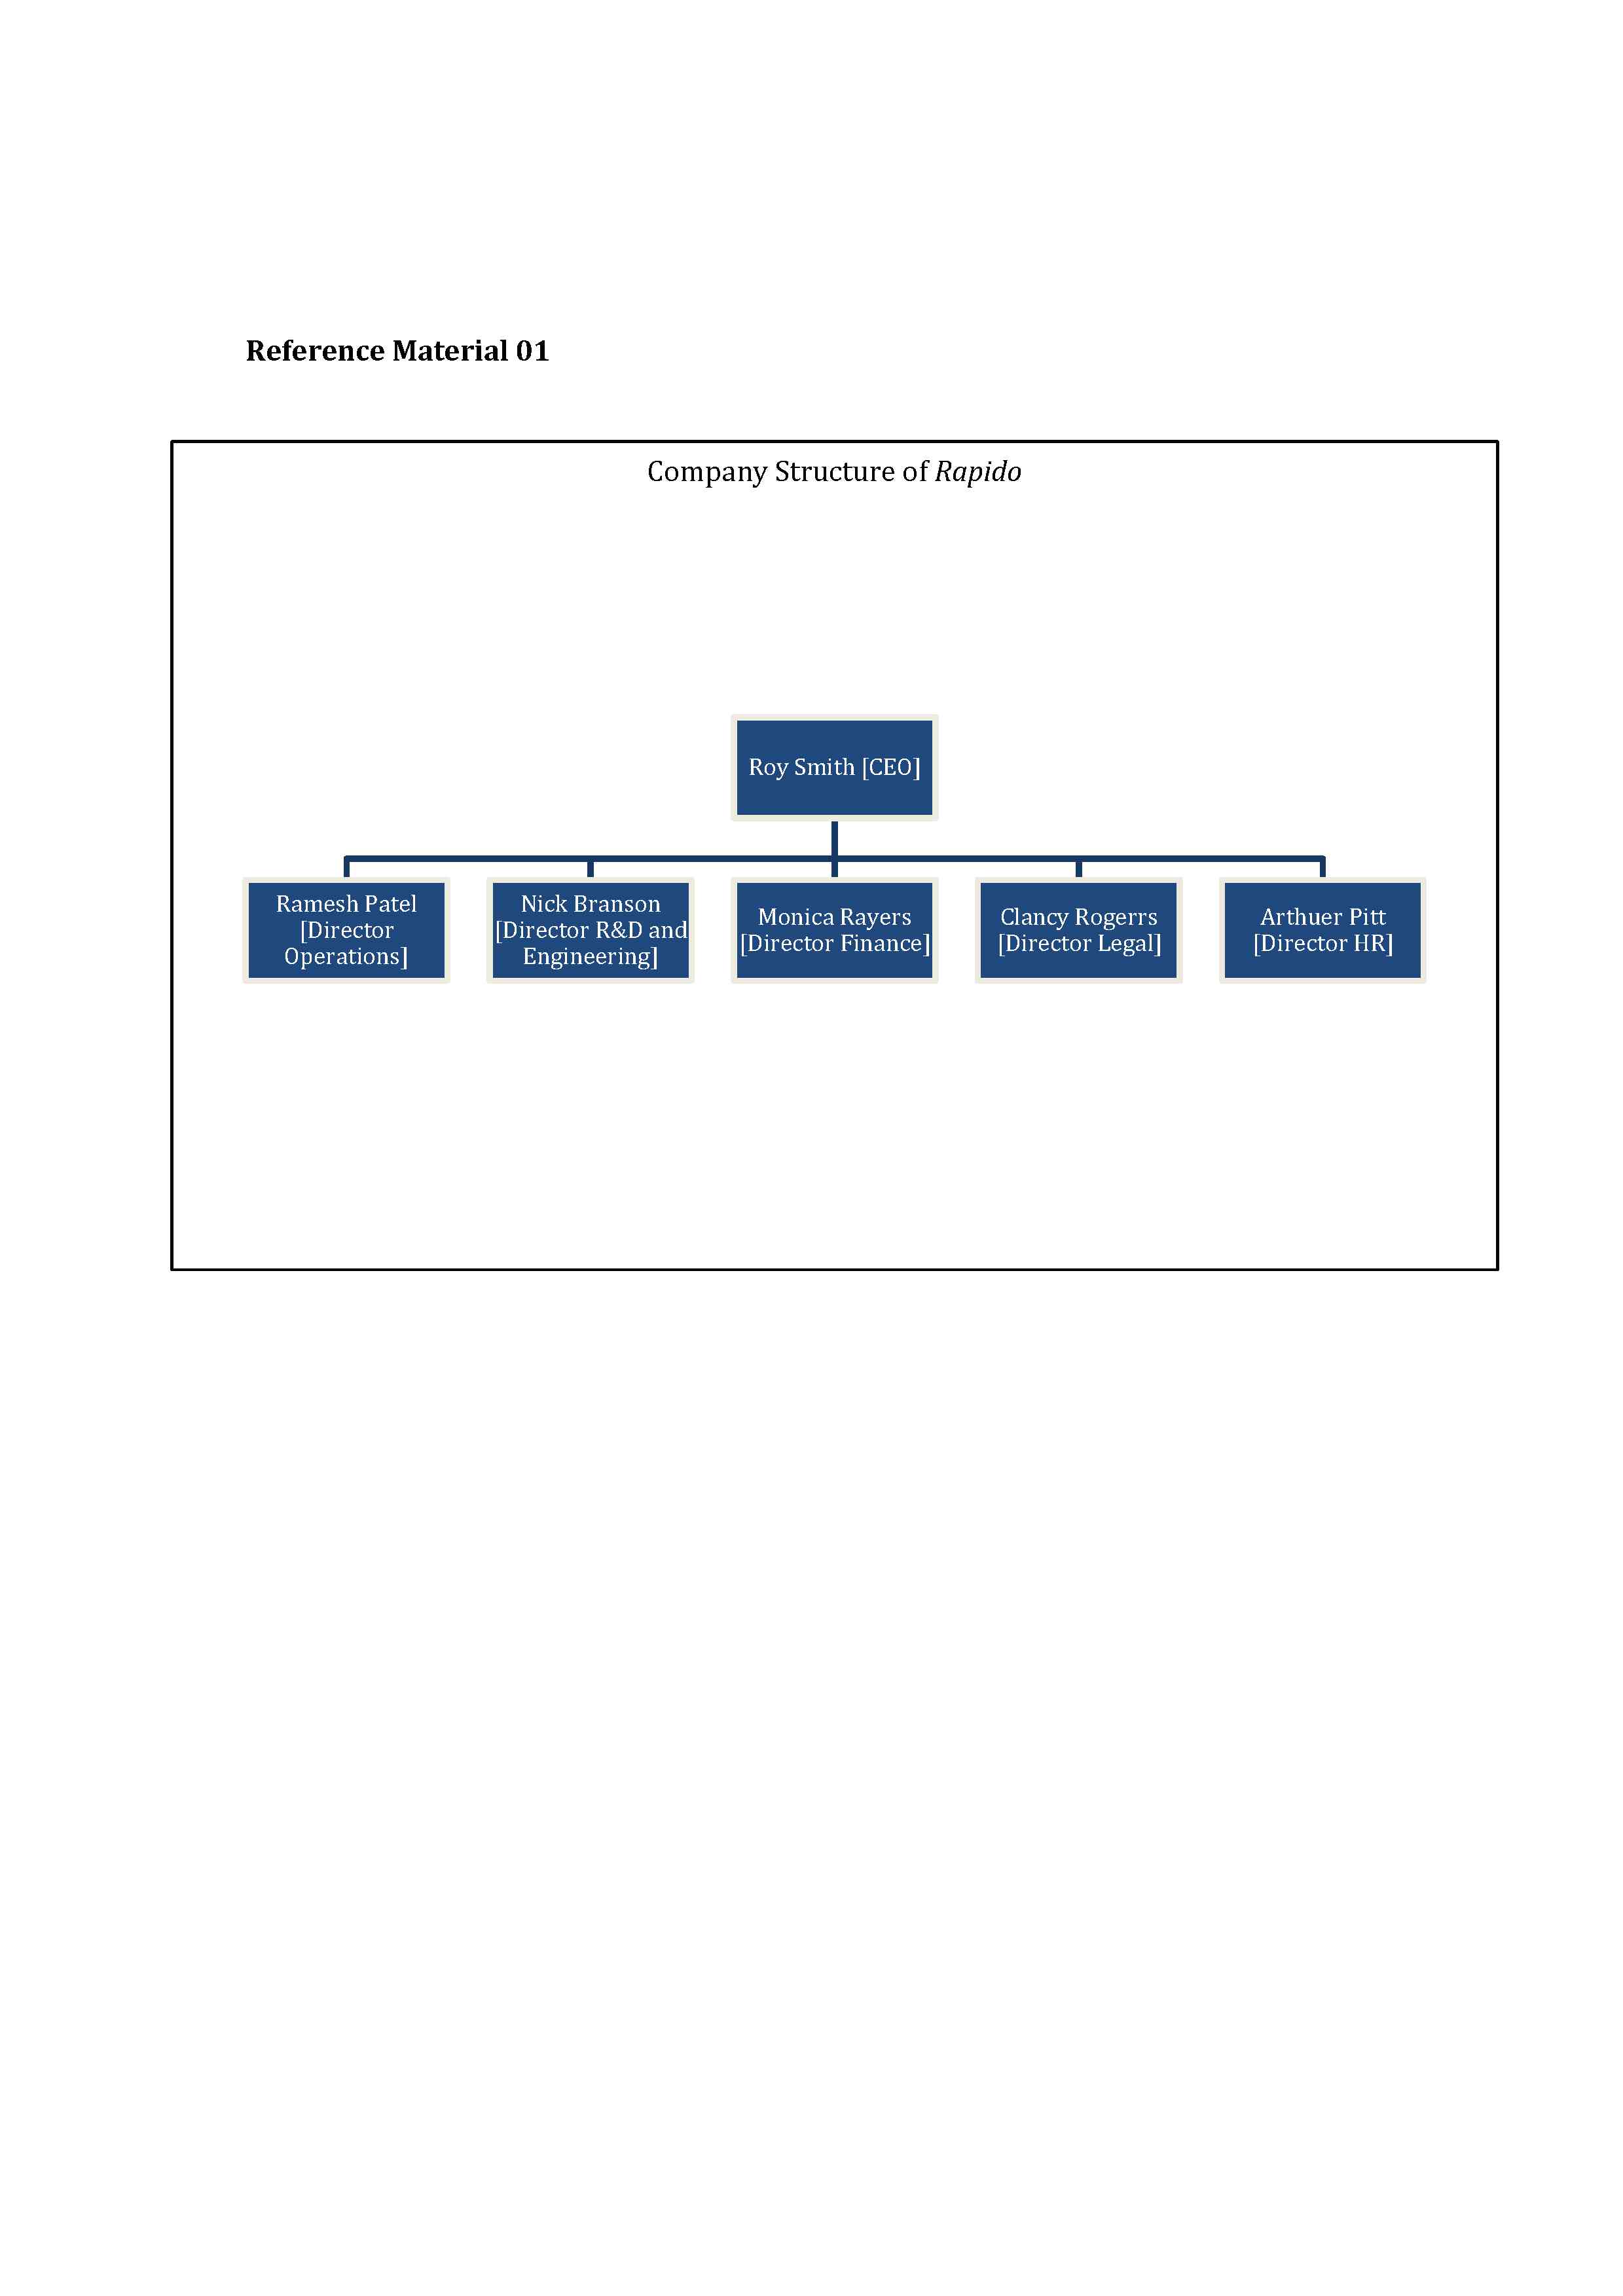 Reference Material 01
Company Structure of Rapido
Roy Smith [CEO]
Ramesh Patel
[Director
Operations]
Nick Branson
[Director R&D and
Engineering]
Monica Rayers
[Director Finance]
Clancy Rogerrs
[Director Legal]
Arthuer Pitt
[Director HR]